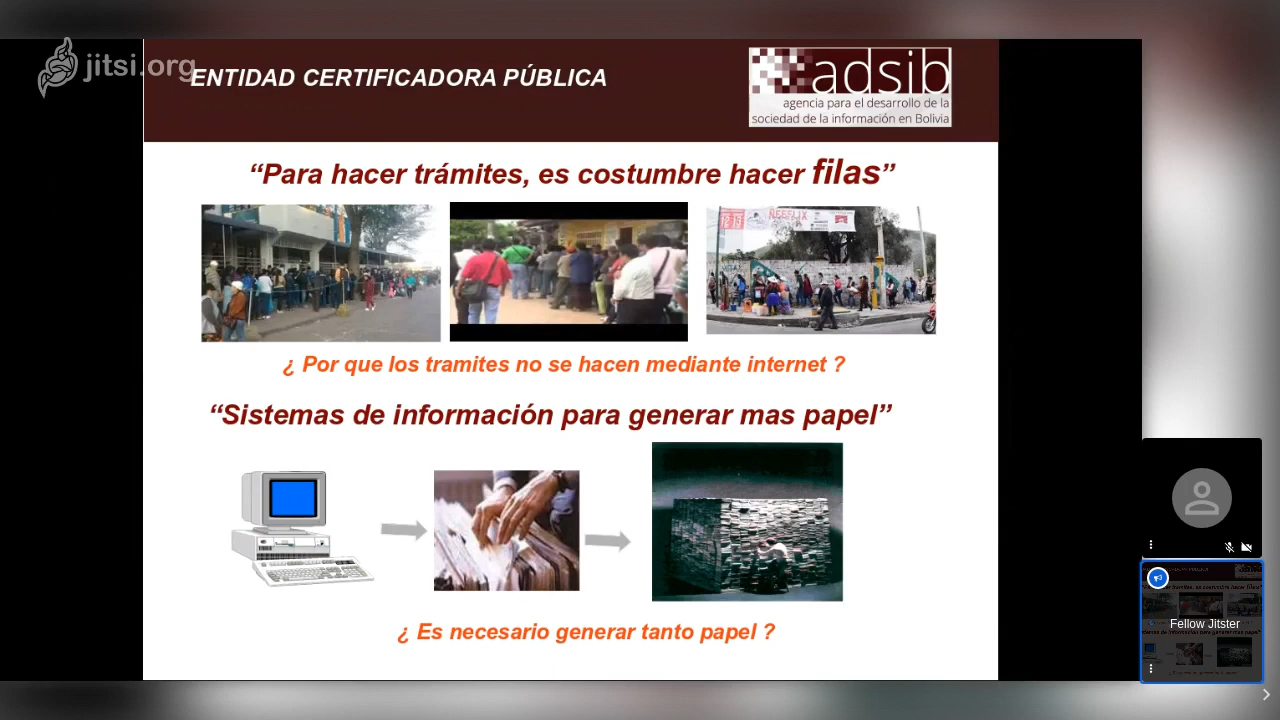 jitsi.org
ENTIDAD CERTIFICADORA PÚBLICA
adsib
agencia para el desarrollo de la
sociedad de la información en Bolivia
“Para hacer trámites, es costumbre hacer filas”
¿ Por que los tramites no se hacen mediante internet ?
“Sistemas de información para generar mas papel”
¿ Es necesario generar tanto papel ?
Fellow Jitster